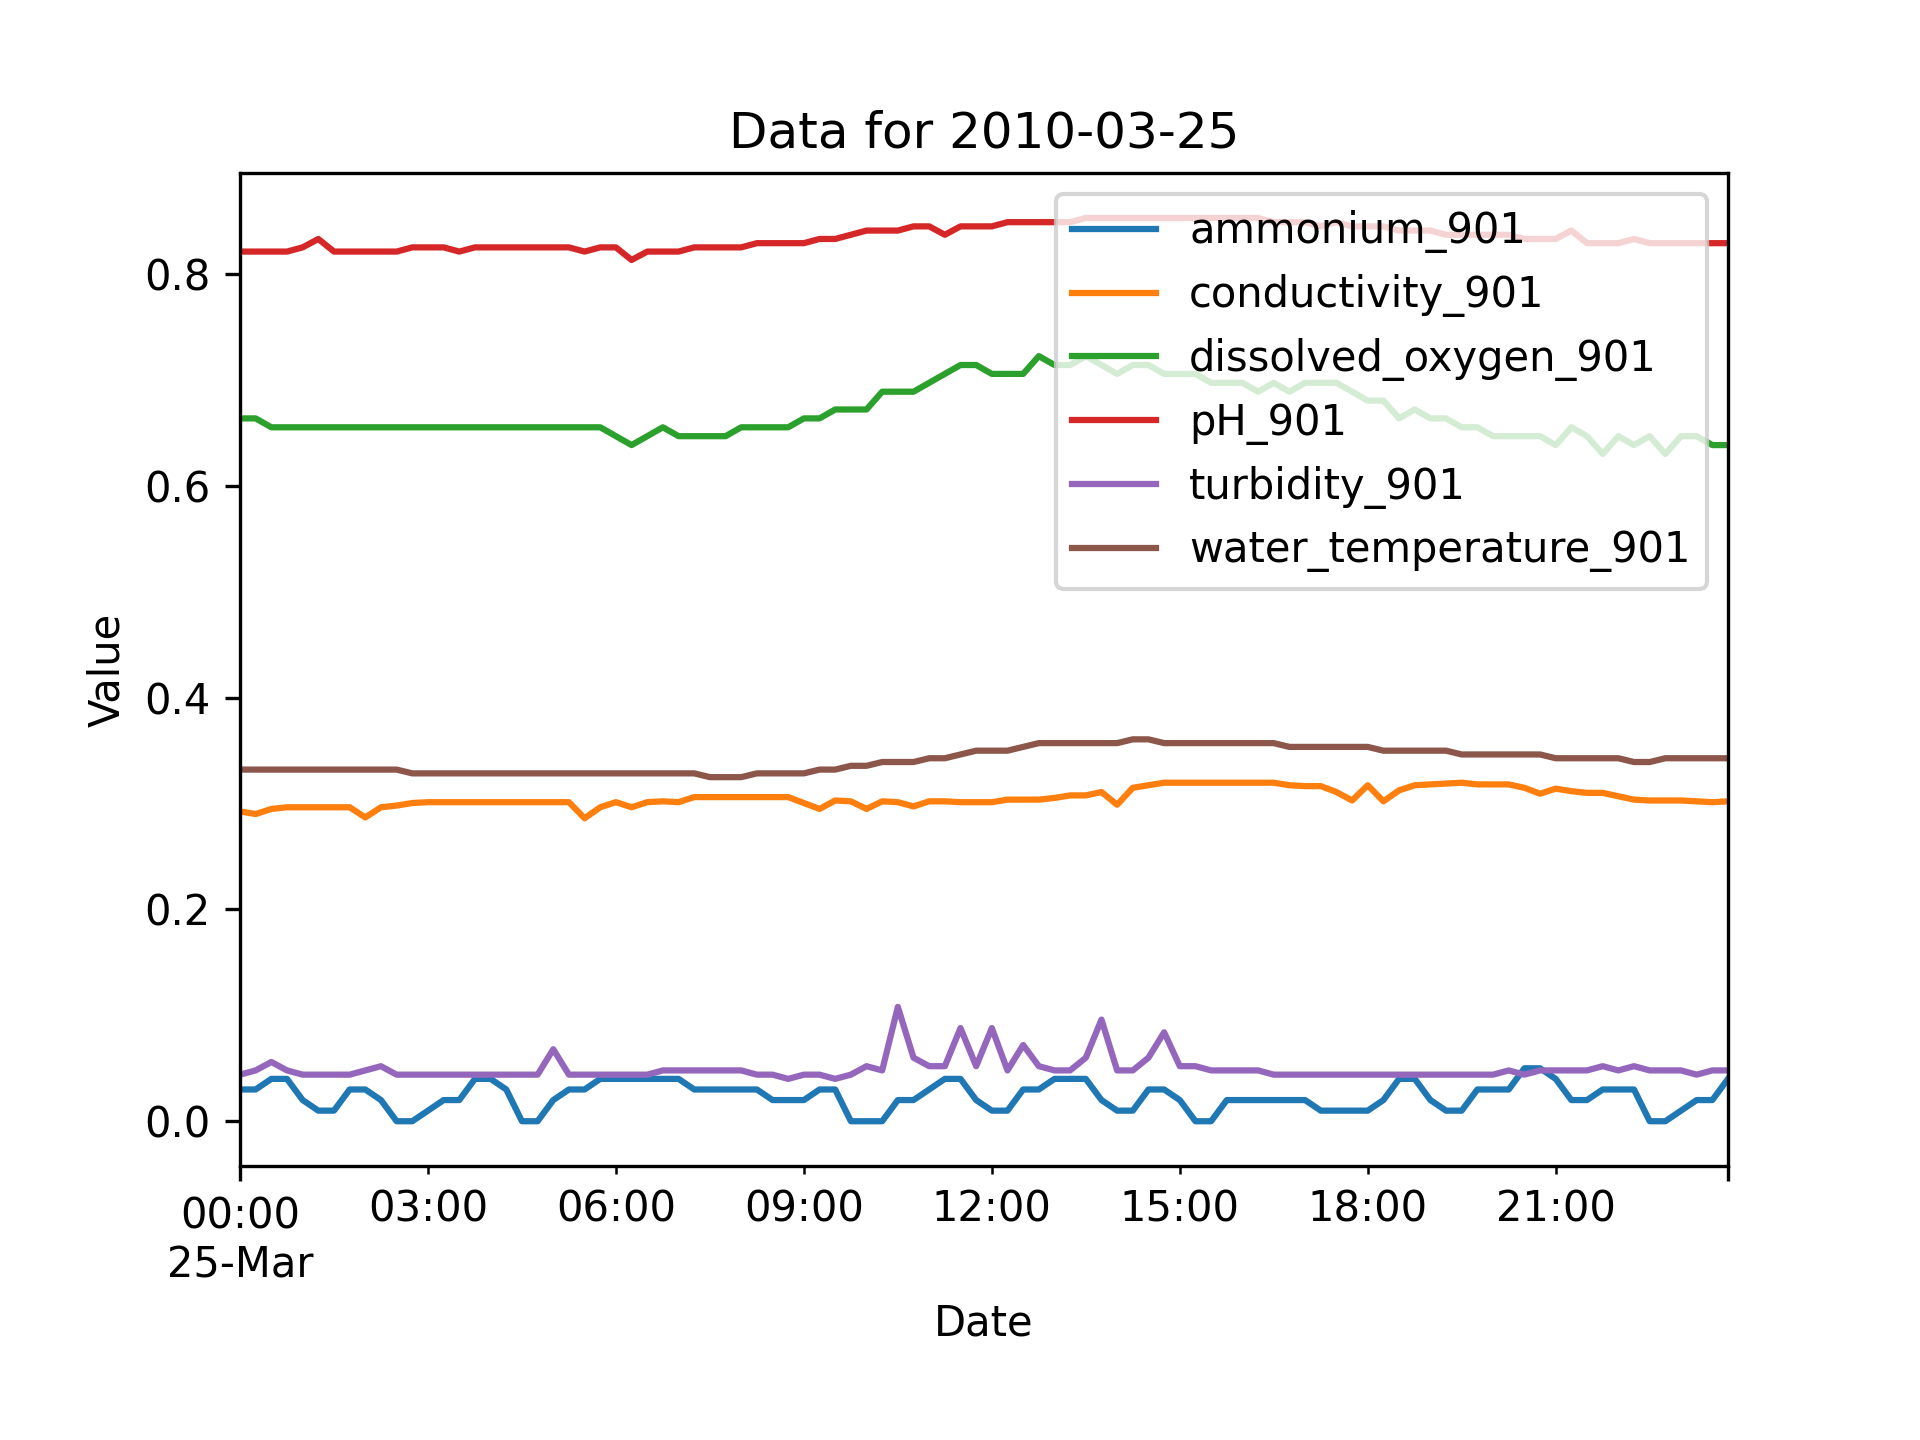 Data for 2010-03-25
ammonium_901
conductivity_901
dissolved_oxygen_901
pH_901
turbidity_901
water_temperature_901
Value
0.8
0.6
0.4
0.2
0.0
00:00 03:00 06:00 09:00 12:00 15:00 18:00 21:00
25-Mar
Date